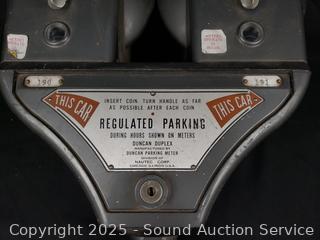 190
191
THIS CAR
THIS CAR
INSERT COIN TURN HANDLE AS FAR
AS POSSIBLE AFTER EACH COIN
REGULATED PARKING
DURING HOURS SHOWN ON METERS
DUNCAN DUPLEX
MANUFACTURED BY
DUNCAN PARKING METER
DIVISION OF
NAUTEC CORP.
CHICAGO ILLINOIS U.S.A.
Copyright 2025 - Sound Auction Service